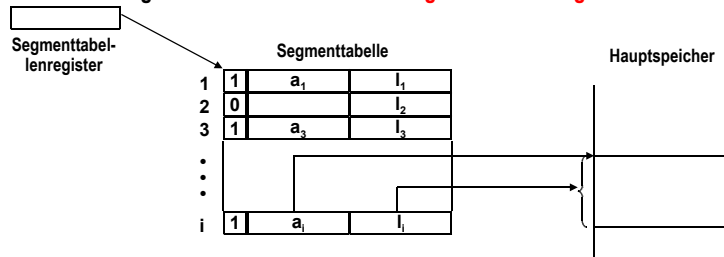 Segmenttabel-
lenregister
Segmenttabelle
Hauptspeicher
1 1 a₁ l₁
2 0 l₂
3 1 a₃ l₃
i 1 aᵢ lᵢ